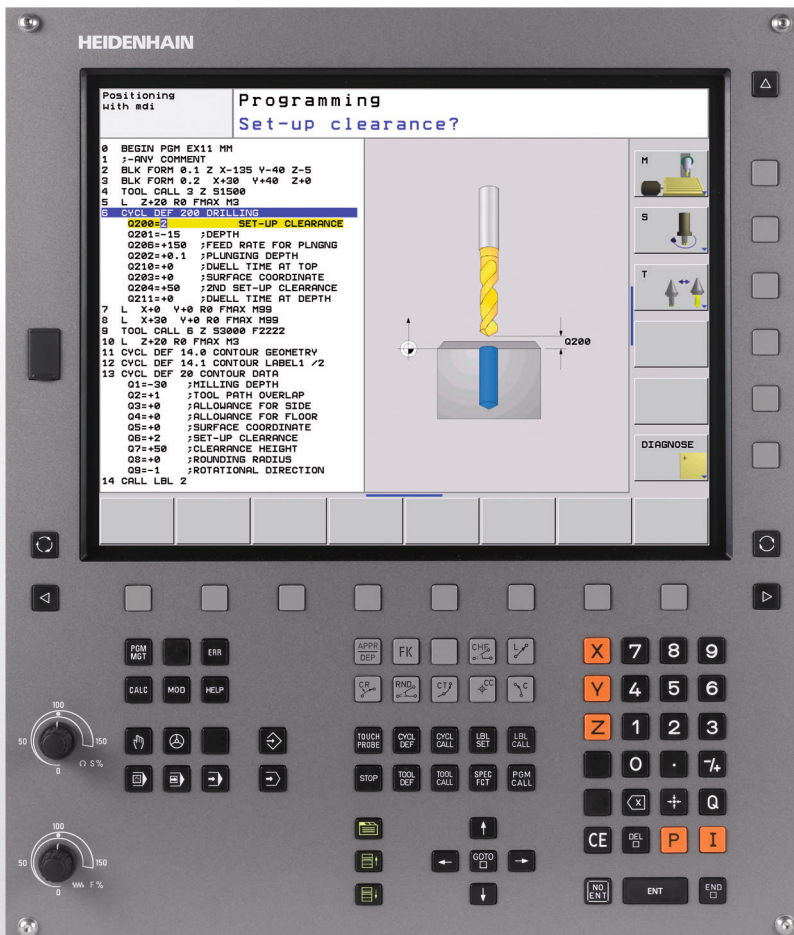 HEIDENHAIN
Positioning
with mdi
Programming
Set-up clearance?
0 BEGIN PGM EX11 MM
1 ;-ANY COMMENT
2 BLK FORM 0.1 Z X-135 Y-40 Z-5
3 BLK FORM 0.2 X+30 Y+40 Z+0
4 TOOL CALL 3 Z S1500
5 L Z+20 R0 FMAX M3
6 CYCL DEF 200 DRILLING
Q200=2 SET-UP CLEARANCE
Q201=-15 ;DEPTH
Q206=+150 ;FEED RATE FOR PLNGNG
Q202=+0.1 ;PLUNGING DEPTH
Q210=+0 ;DWELL TIME AT TOP
Q203=+0 ;SURFACE COORDINATE
Q204=+50 ;2ND SET-UP CLEARANCE
Q211=+0 ;DWELL TIME AT DEPTH
7 L X+0 Y+0 R0 FMAX M99
8 L X+30 Y+0 R0 FMAX M99
9 TOOL CALL 6 Z S3000 F2222
10 L Z+20 R0 FMAX M3
11 CYCL DEF 14.0 CONTOUR GEOMETRY
12 CYCL DEF 14.1 CONTOUR LABEL1 /2
13 CYCL DEF 20 CONTOUR DATA
Q1=-30 ;MILLING DEPTH
Q2=+1 ;TOOL PATH OVERLAP
Q3=+0 ;ALLOWANCE FOR SIDE
Q4=+0 ;ALLOWANCE FOR FLOOR
Q5=+0 ;SURFACE COORDINATE
Q6=+2 ;SET-UP CLEARANCE
Q7=+50 ;CLEARANCE HEIGHT
Q8=+0 ;ROUNDING RADIUS
Q9=-1 ;ROTATIONAL DIRECTION
14 CALL LBL 2
Q200
M
S
T
DIAGNOSE
PGM MGT
ERR
CALC
MOD
HELP
100
50
150
0
S %
100
50
150
0
F %
APPR DEP
FK
CHF
L
CR
RND
CT
CC
C
TOUCH PROBE
CYCL DEF
CYCL CALL
LBL SET
LBL CALL
STOP
TOOL DEF
TOOL CALL
SPEC FCT
PGM CALL
GOTO
X 7 8 9
Y 4 5 6
Z 1 2 3
0 . -/+
X
Q
CE
DEL
P
I
NO ENT
ENT
END